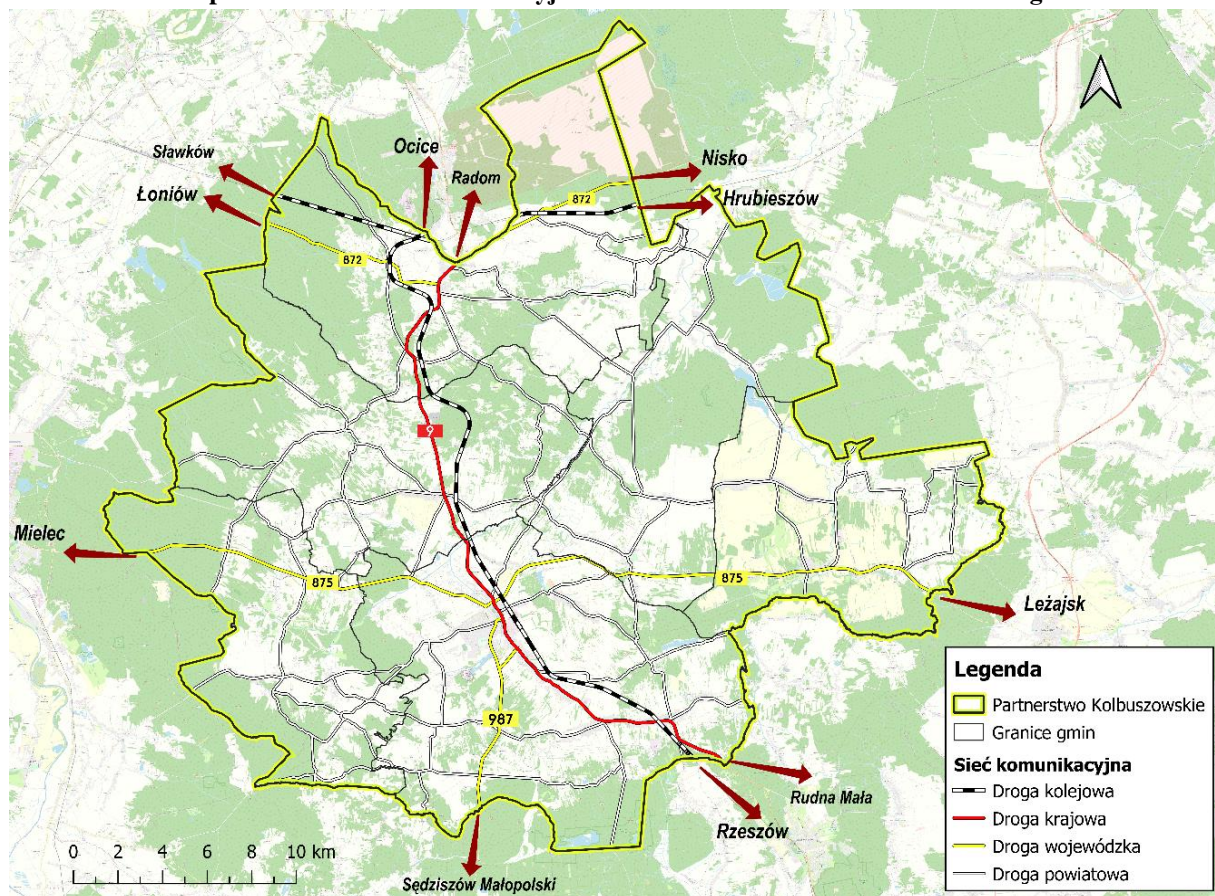 Ocice
Sławków
Radom
Nisko
Łoniów
872
Hrubieszów
872
9
Mielec
875
875
Leżajsk
987
Rudna Mała
Rzeszów
Sędziszów Małopolski
0 2 4 6 8 10 km
Legenda
Partnerstwo Kolbuszowskie
Granice gmin
Sieć komunikacyjna
Droga kolejowa
Droga krajowa
Droga wojewódzka
Droga powiatowa